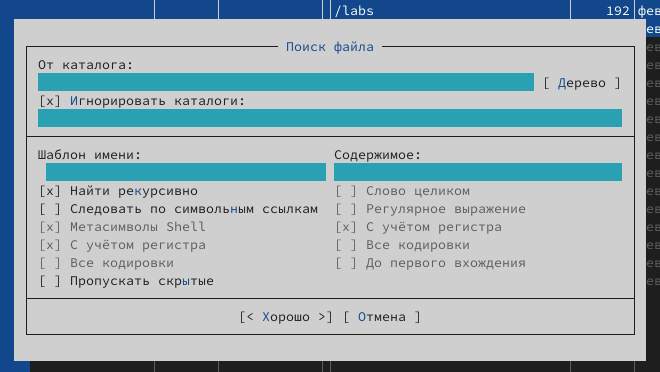 /labs 192 фев
Поиск файла
От каталога:
[ Дерево ]
[x] Игнорировать каталоги:
Шаблон имени: Содержимое:
[x] Найти рекурсивно [ ] Слово целиком
[ ] Следовать по символьным ссылкам [ ] Регулярное выражение
[x] Метасимволы Shell [x] С учётом регистра
[x] С учётом регистра [ ] Все кодировки
[ ] Все кодировки [ ] До первого вхождения
[ ] Пропускать скрытые
[< Хорошо >] [ Отмена ]